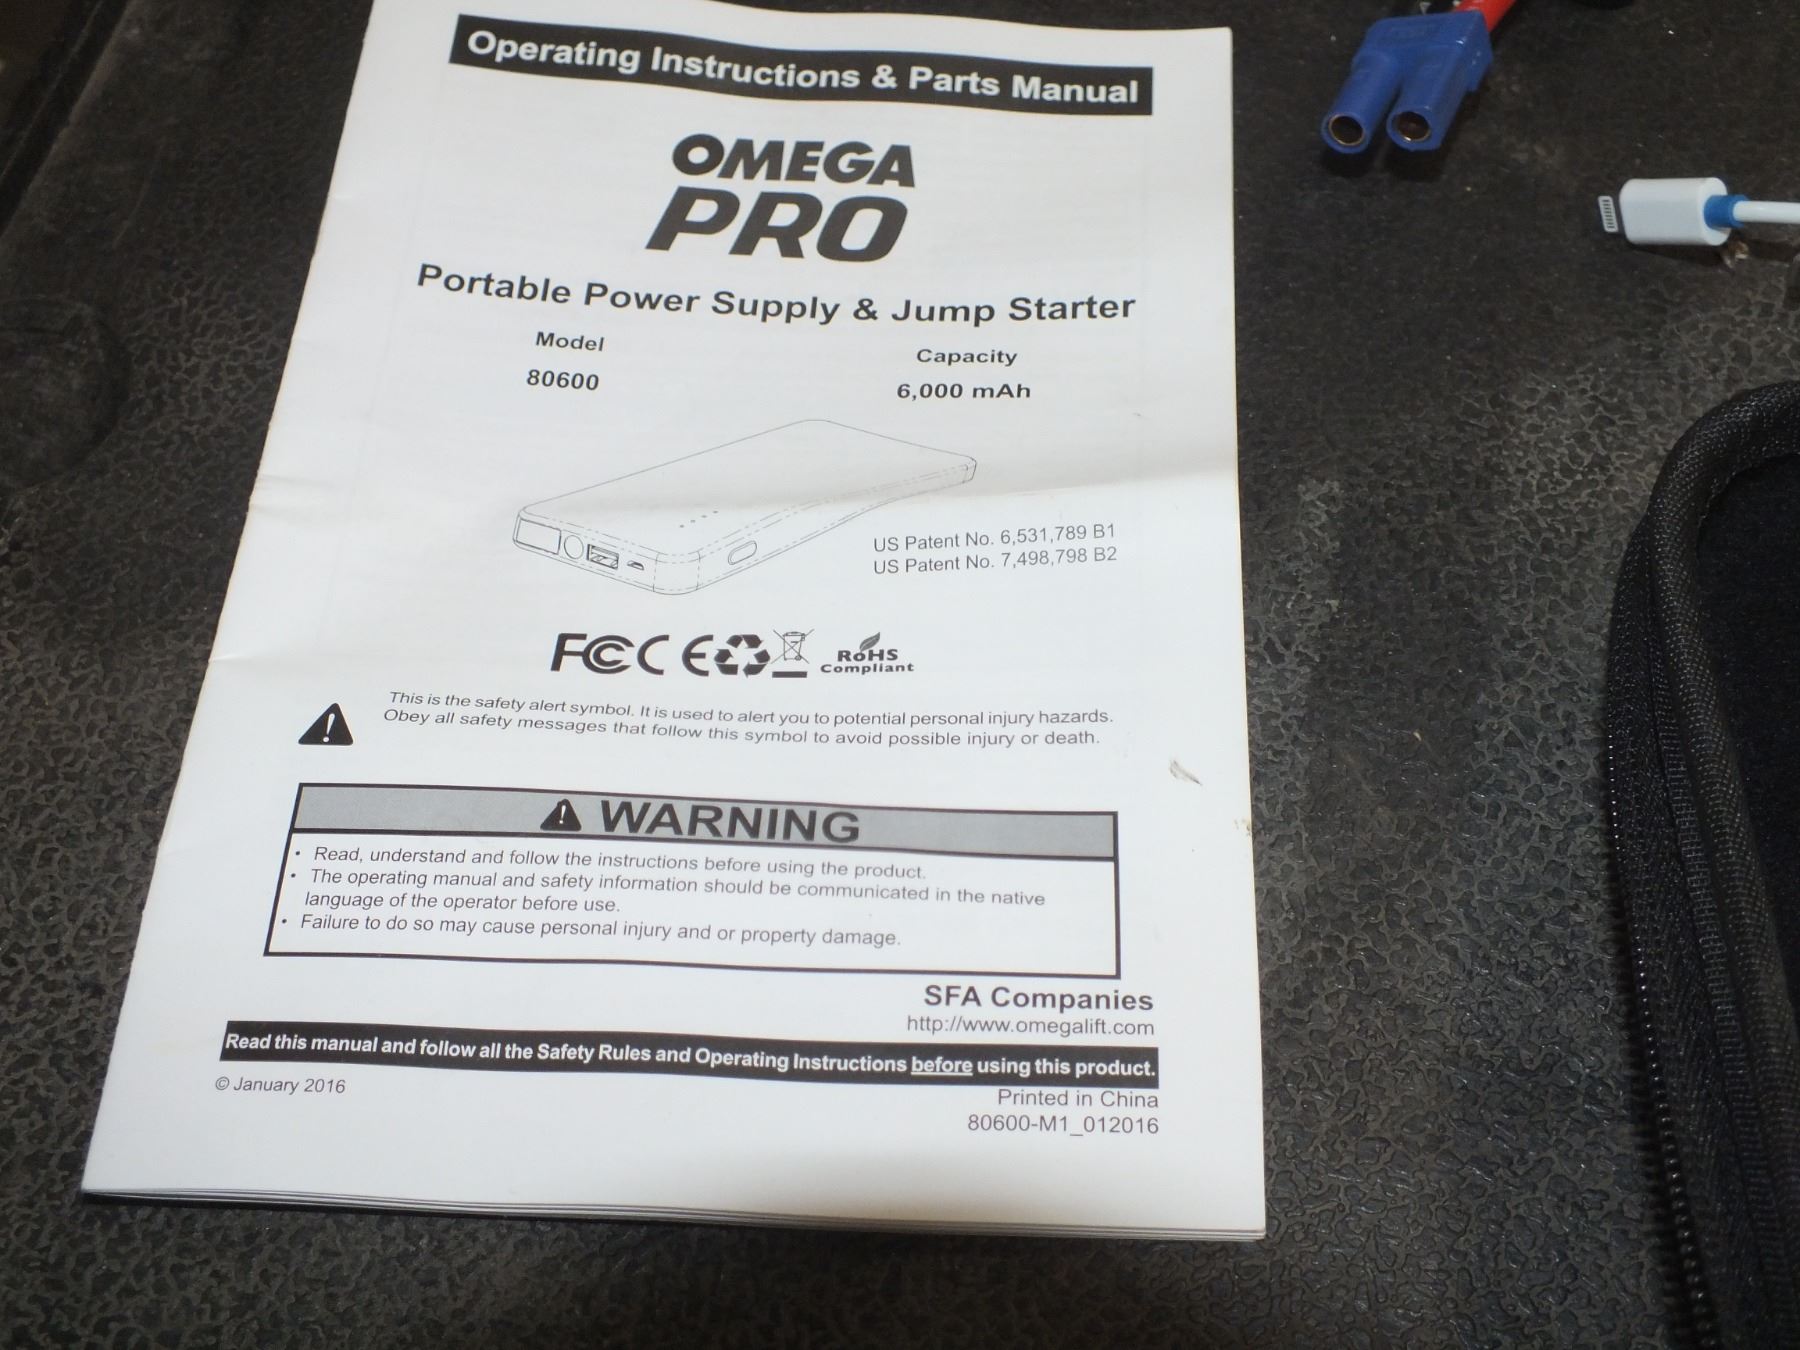 Operating Instructions & Parts Manual
OMEGA
PRO
Portable Power Supply & Jump Starter
Model
80600
Capacity
6,000 mAh
US Patent No. 6,531,789 B1
US Patent No. 7,498,798 B2
FC CE RoHS
Compliant
This is the safety alert symbol. It is used to alert you to potential personal injury hazards.
Obey all safety messages that follow this symbol to avoid possible injury or death.
WARNING
• Read, understand and follow the instructions before using the product.
• The operating manual and safety information should be communicated in the native
language of the operator before use.
• Failure to do so may cause personal injury and or property damage.
SFA Companies
http://www.omegalift.com
Read this manual and follow all the Safety Rules and Operating Instructions before using this product.
© January 2016
Printed in China
80600-M1_012016